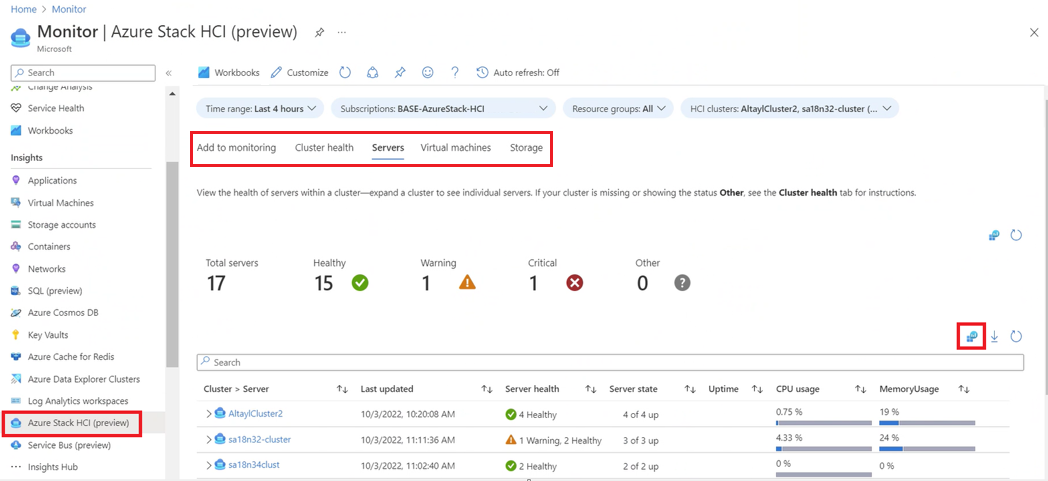 Home > Monitor
Monitor | Azure Stack HCI (preview)
Microsoft
Search
Workbooks Customize Auto refresh: Off
Change Analysis
Service Health
Workbooks
Insights
Applications
Virtual Machines
Storage accounts
Containers
Networks
SQL (preview)
Azure Cosmos DB
Key Vaults
Azure Cache for Redis
Azure Data Explorer Clusters
Log Analytics workspaces
Azure Stack HCI (preview)
Service Bus (preview)
Insights Hub
Time range: Last 4 hours Subscriptions: BASE-AzureStack-HCI Resource groups: All HCI clusters: AltaylCluster2, sa18n32-cluster (...
Add to monitoring Cluster health Servers Virtual machines Storage
View the health of servers within a cluster—expand a cluster to see individual servers. If your cluster is missing or showing the status Other, see the Cluster health tab for instructions.
Total servers Healthy Warning Critical Other
17 15 1 1 0
Search
Cluster > Server Last updated Server health Server state Uptime CPU usage MemoryUsage
AltaylCluster2 10/3/2022, 10:20:08 AM 4 Healthy 4 of 4 up 0.75 % 19 %
sa18n32-cluster 10/3/2022, 11:11:36 AM 1 Warning, 2 Healthy 3 of 3 up 4.33 % 24 %
sa18n34clust 10/3/2022, 11:02:40 AM 2 Healthy 2 of 2 up 0 % 0 %